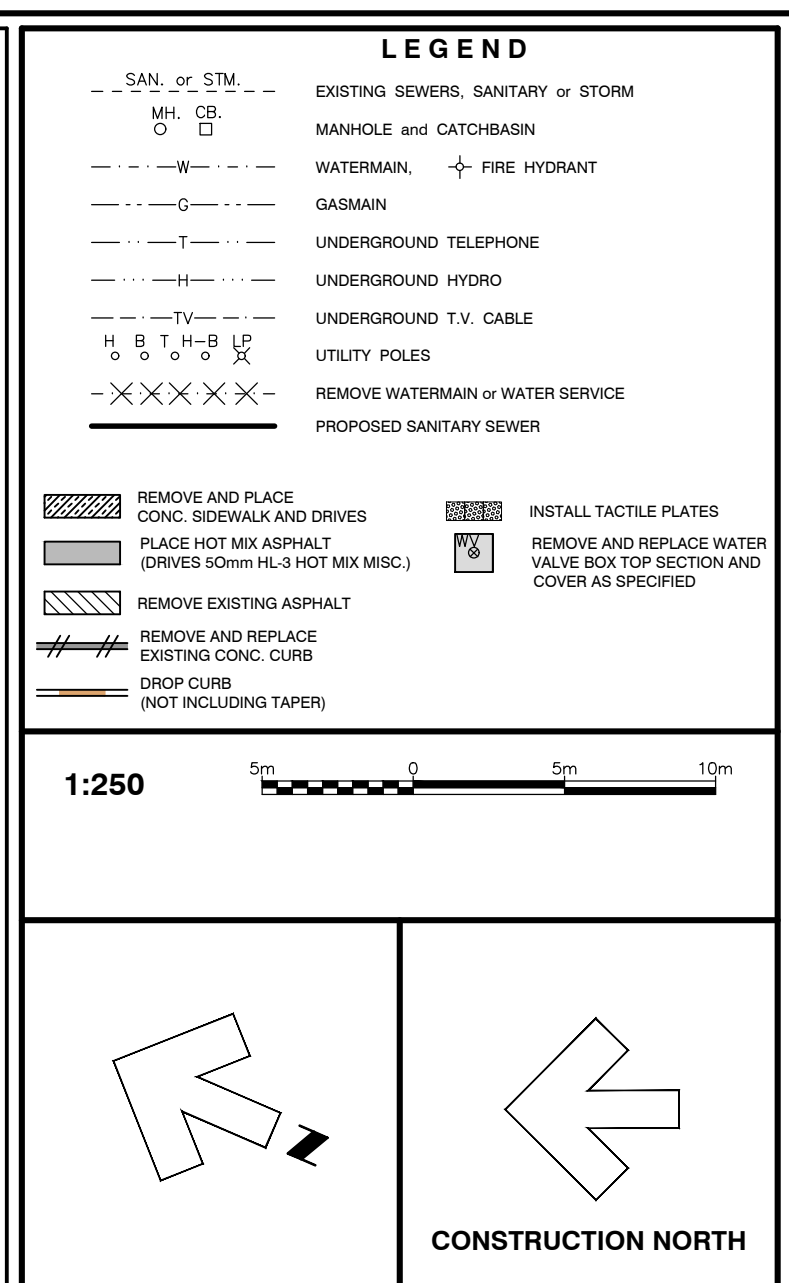 LEGEND
SAN. or STM.
EXISTING SEWERS, SANITARY or STORM
MH. CB.
MANHOLE and CATCHBASIN
W
WATERMAIN, FIRE HYDRANT
G
GASMAIN
T
UNDERGROUND TELEPHONE
H
UNDERGROUND HYDRO
TV
UNDERGROUND T.V. CABLE
H B T H-B LP
UTILITY POLES
REMOVE WATERMAIN or WATER SERVICE
PROPOSED SANITARY SEWER
REMOVE AND PLACE
CONC. SIDEWALK AND DRIVES
PLACE HOT MIX ASPHALT
(DRIVES 50mm HL-3 HOT MIX MISC.)
REMOVE EXISTING ASPHALT
REMOVE AND REPLACE
EXISTING CONC. CURB
DROP CURB
(NOT INCLUDING TAPER)
INSTALL TACTILE PLATES
WV
REMOVE AND REPLACE WATER
VALVE BOX TOP SECTION AND
COVER AS SPECIFIED
1:250
5m 0 5m 10m
N
CONSTRUCTION NORTH